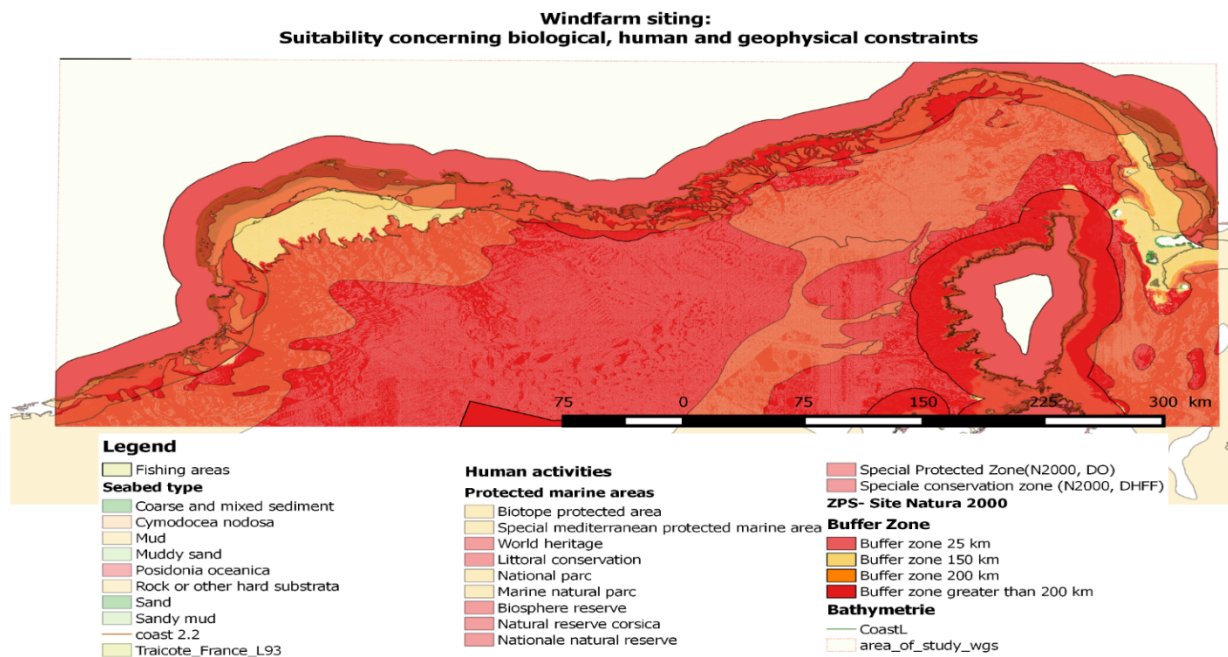 Windfarm siting:
Suitability concerning biological, human and geophysical constraints
75 0 75 150 225 300 km
Legend
Fishing areas
Seabed type
Coarse and mixed sediment
Cymodocea nodosa
Mud
Muddy sand
Posidonia oceanica
Rock or other hard substrata
Sand
Sandy mud
coast 2.2
Traicote_France_L93
Human activities
Protected marine areas
Biotope protected area
Special mediterranean protected marine area
World heritage
Littoral conservation
National parc
Marine natural parc
Biosphere reserve
Natural reserve corsica
Nationale natural reserve
Special Protected Zone(N2000, DO)
Speciale conservation zone (N2000, DHFF)
ZPS- Site Natura 2000
Buffer Zone
Buffer zone 25 km
Buffer zone 150 km
Buffer zone 200 km
Buffer zone greater than 200 km
Bathymetrie
CoastL
area_of_study_wgs